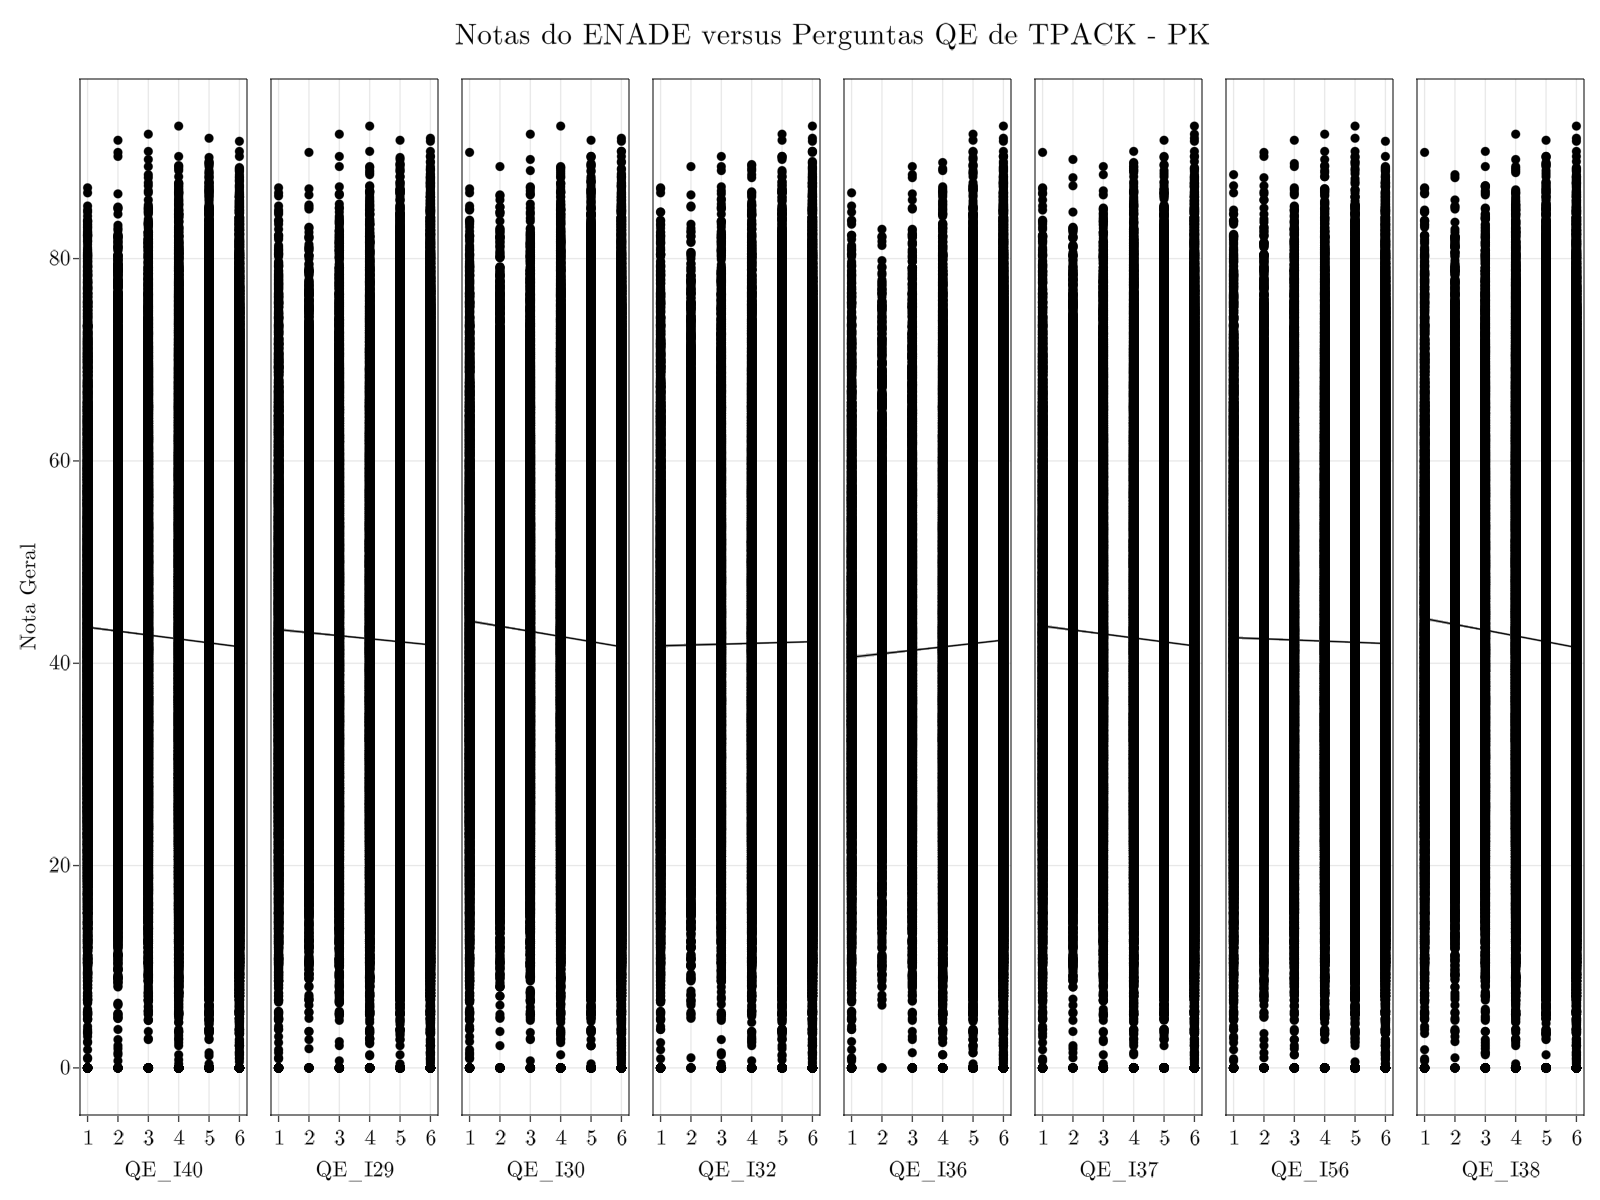 Notas do ENADE versus Perguntas QE de TPACK - PK
Nota Geral
80
60
40
20
0
1 2 3 4 5 6
QE_I40
1 2 3 4 5 6
QE_I29
1 2 3 4 5 6
QE_I30
1 2 3 4 5 6
QE_I32
1 2 3 4 5 6
QE_I36
1 2 3 4 5 6
QE_I37
1 2 3 4 5 6
QE_I56
1 2 3 4 5 6
QE_I38